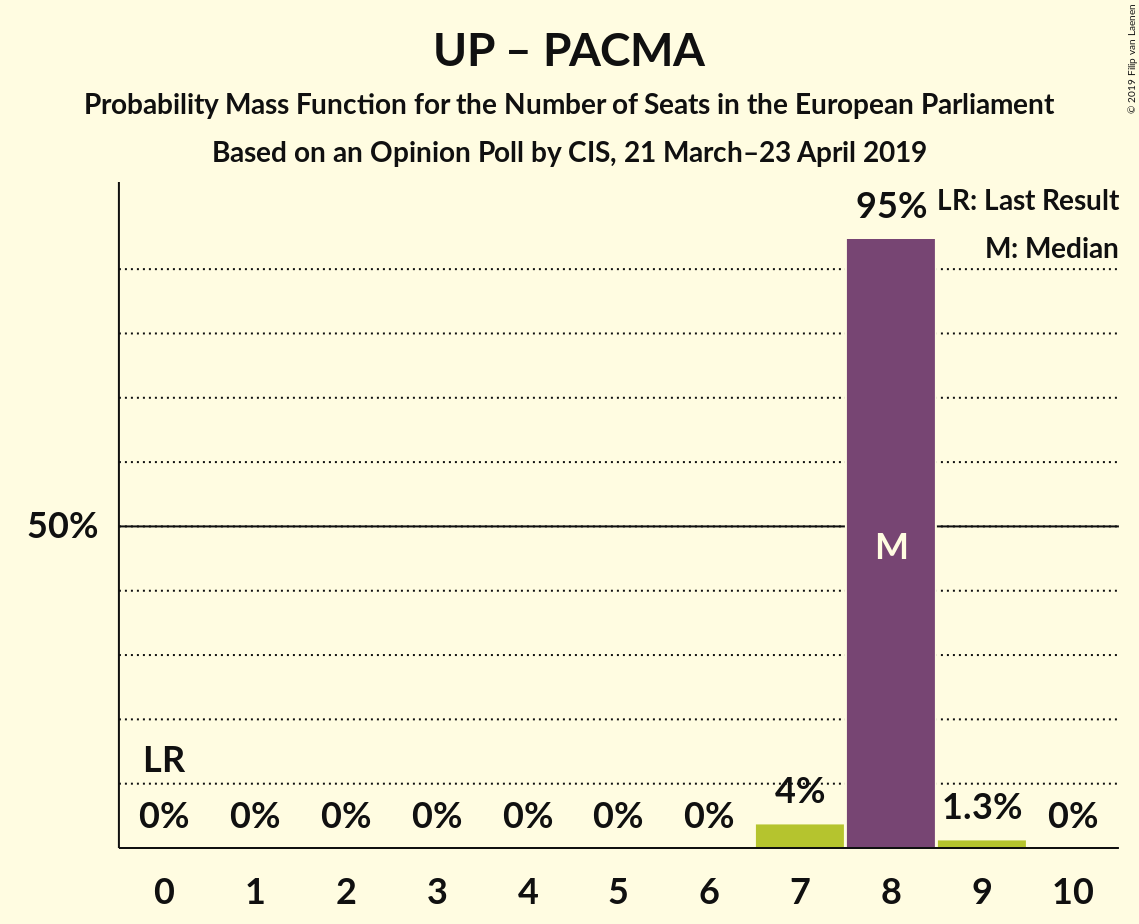 UP – PACMA
Probability Mass Function for the Number of Seats in the European Parliament
Based on an Opinion Poll by CIS, 21 March–23 April 2019
© 2019 Filip van Laenen
95%
LR: Last Result
M: Median
50%
M
LR
0% 0% 0% 0% 0% 0% 0% 4% 1.3% 0%
0 1 2 3 4 5 6 7 8 9 10